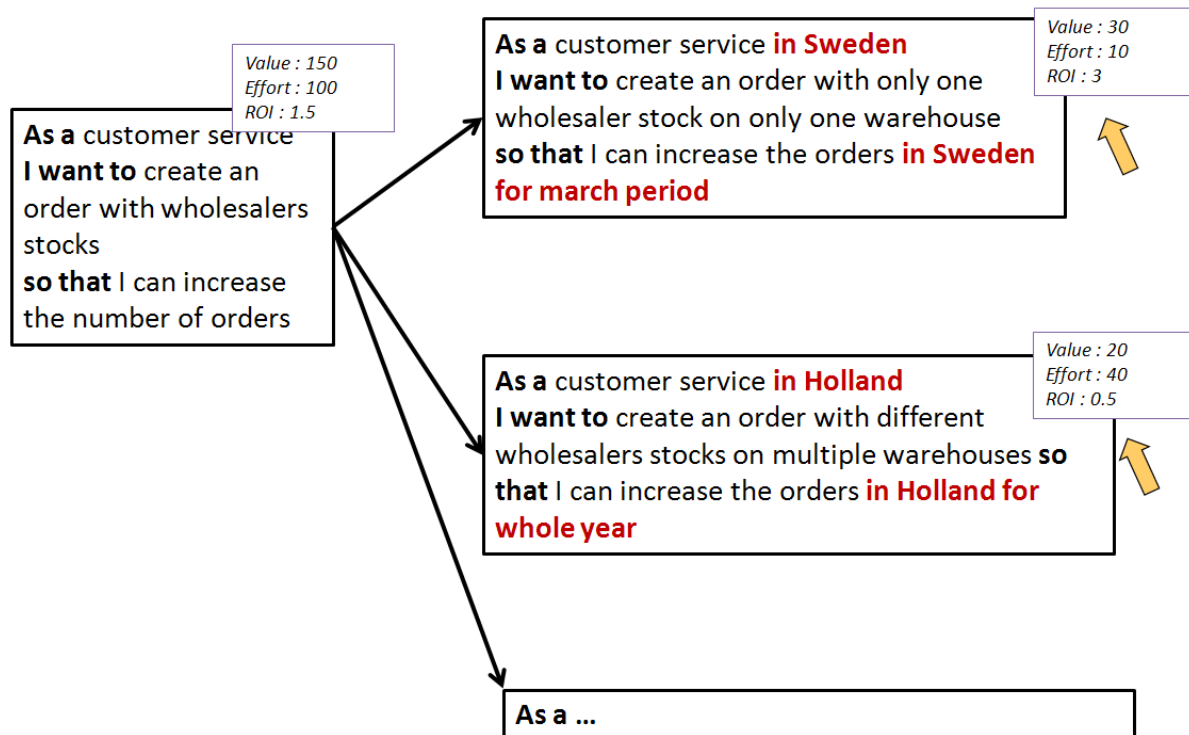 Value : 150
Effort : 100
ROI : 1.5
As a customer service
I want to create an
order with wholesalers
stocks
so that I can increase
the number of orders
Value : 30
Effort : 10
ROI : 3
As a customer service in Sweden
I want to create an order with only one
wholesaler stock on only one warehouse
so that I can increase the orders in Sweden
for march period
Value : 20
Effort : 40
ROI : 0.5
As a customer service in Holland
I want to create an order with different
wholesalers stocks on multiple warehouses so
that I can increase the orders in Holland for
whole year
As a ...